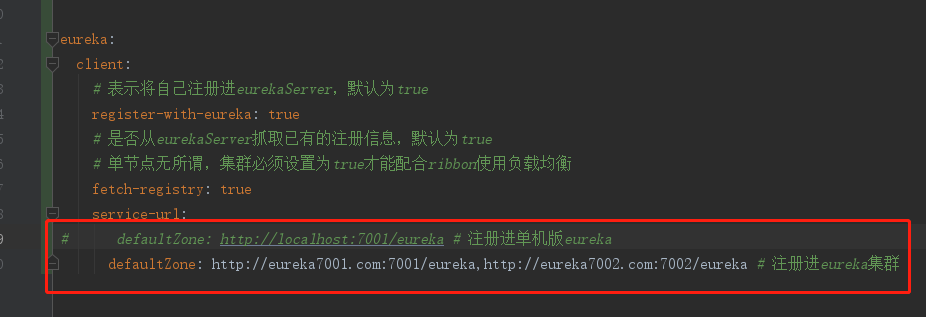 eureka:
client:
# 表示将自己注册进eurekaServer，默认为true
register-with-eureka: true
# 是否从eurekaServer抓取已有的注册信息，默认为true
# 单节点无所谓，集群必须设置为true才能配合ribbon使用负载均衡
fetch-registry: true
service-url:
# defaultZone: http://localhost:7001/eureka # 注册进单机版eureka
defaultZone: http://eureka7001.com:7001/eureka,http://eureka7002.com:7002/eureka # 注册进eureka集群